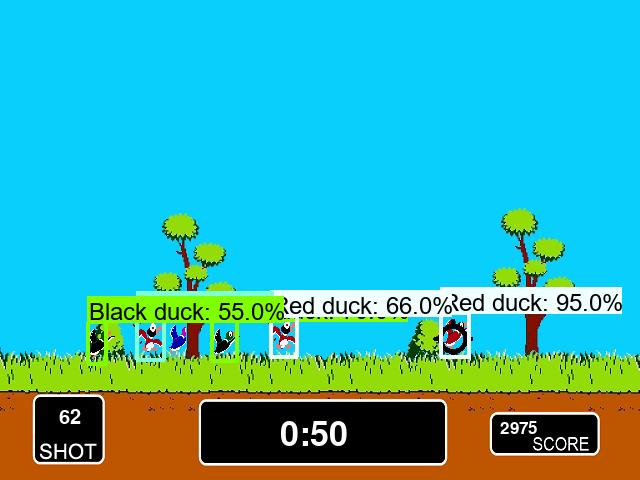 Black duck: 55.0%
Red duck: 66.0%
Red duck: 95.0%
62
SHOT
0:50
2975
SCORE